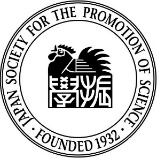 · JAPAN SOCIETY FOR THE PROMOTION OF SCIENCE ·
FOUNDED 1932
學振